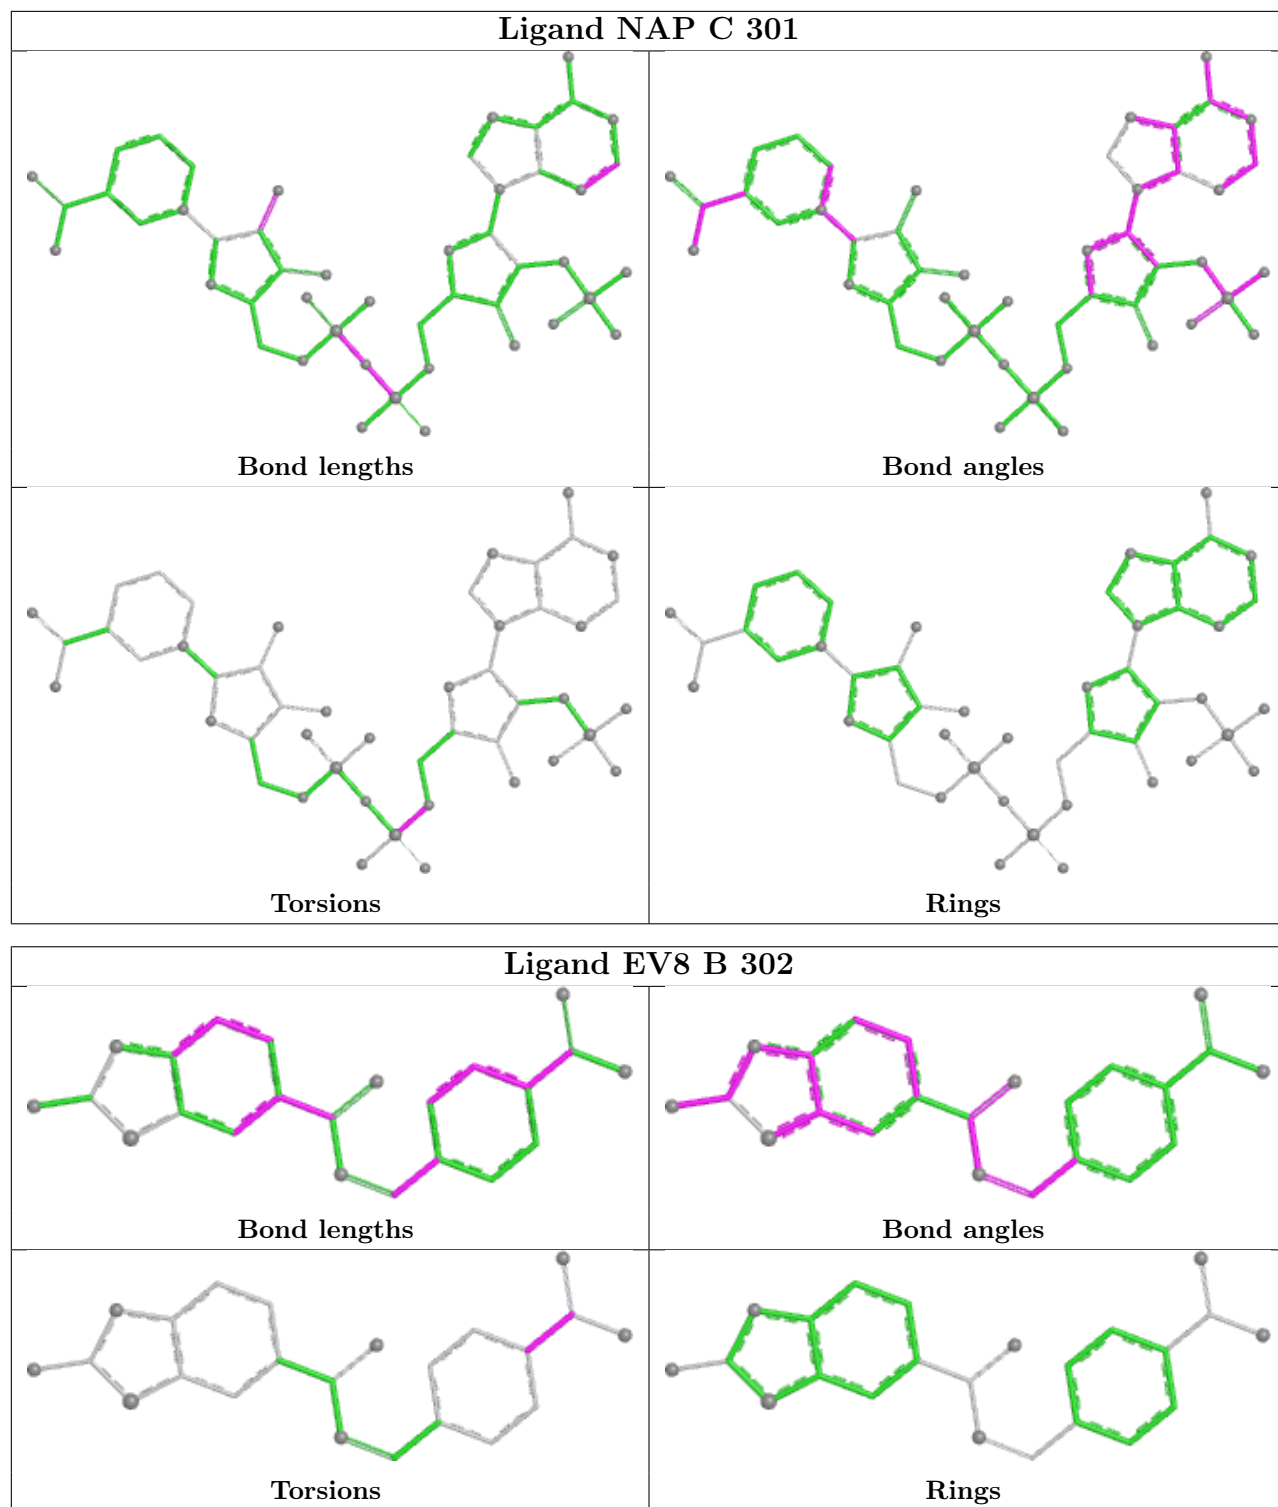 Ligand NAP C 301
Bond lengths
Bond angles
Torsions
Rings
Ligand EV8 B 302
Bond lengths
Bond angles
Torsions
Rings